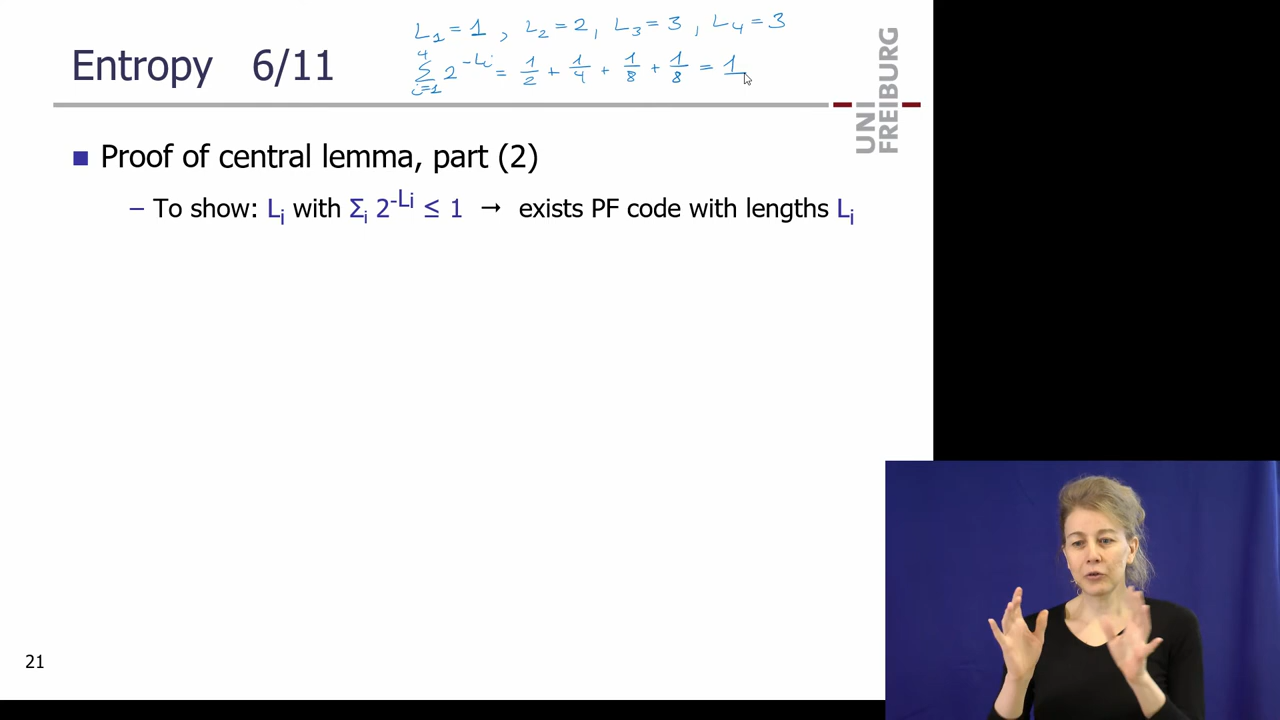 L₁ = 1 , L₂ = 2, L₃ = 3 , L₄ = 3
Entropy 6/11
4 Σ i=1 2^-Li = 1/2 + 1/4 + 1/8 + 1/8 = 1
UNI
FREIBURG
Proof of central lemma, part (2)
– To show: Lᵢ with Σᵢ 2^-Li ≤ 1 → exists PF code with lengths Lᵢ
21